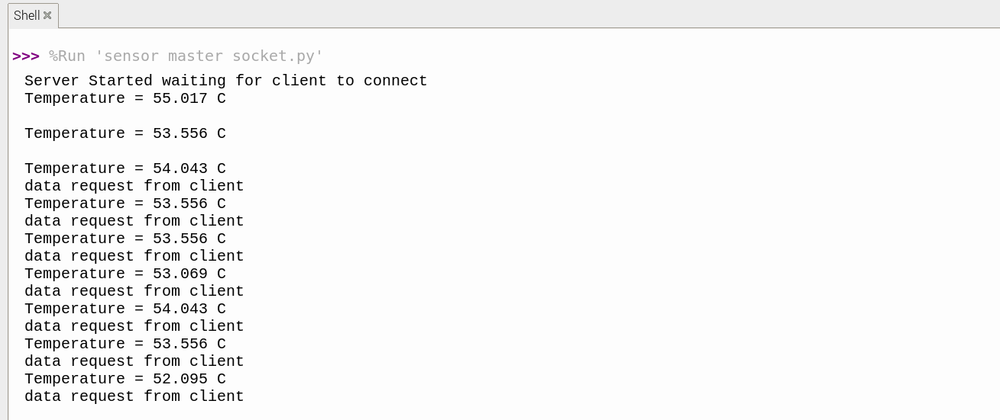 Shell
>>> %Run 'sensor master socket.py'
Server Started waiting for client to connect
Temperature = 55.017 C
Temperature = 53.556 C
Temperature = 54.043 C
data request from client
Temperature = 53.556 C
data request from client
Temperature = 53.556 C
data request from client
Temperature = 53.069 C
data request from client
Temperature = 54.043 C
data request from client
Temperature = 53.556 C
data request from client
Temperature = 52.095 C
data request from client